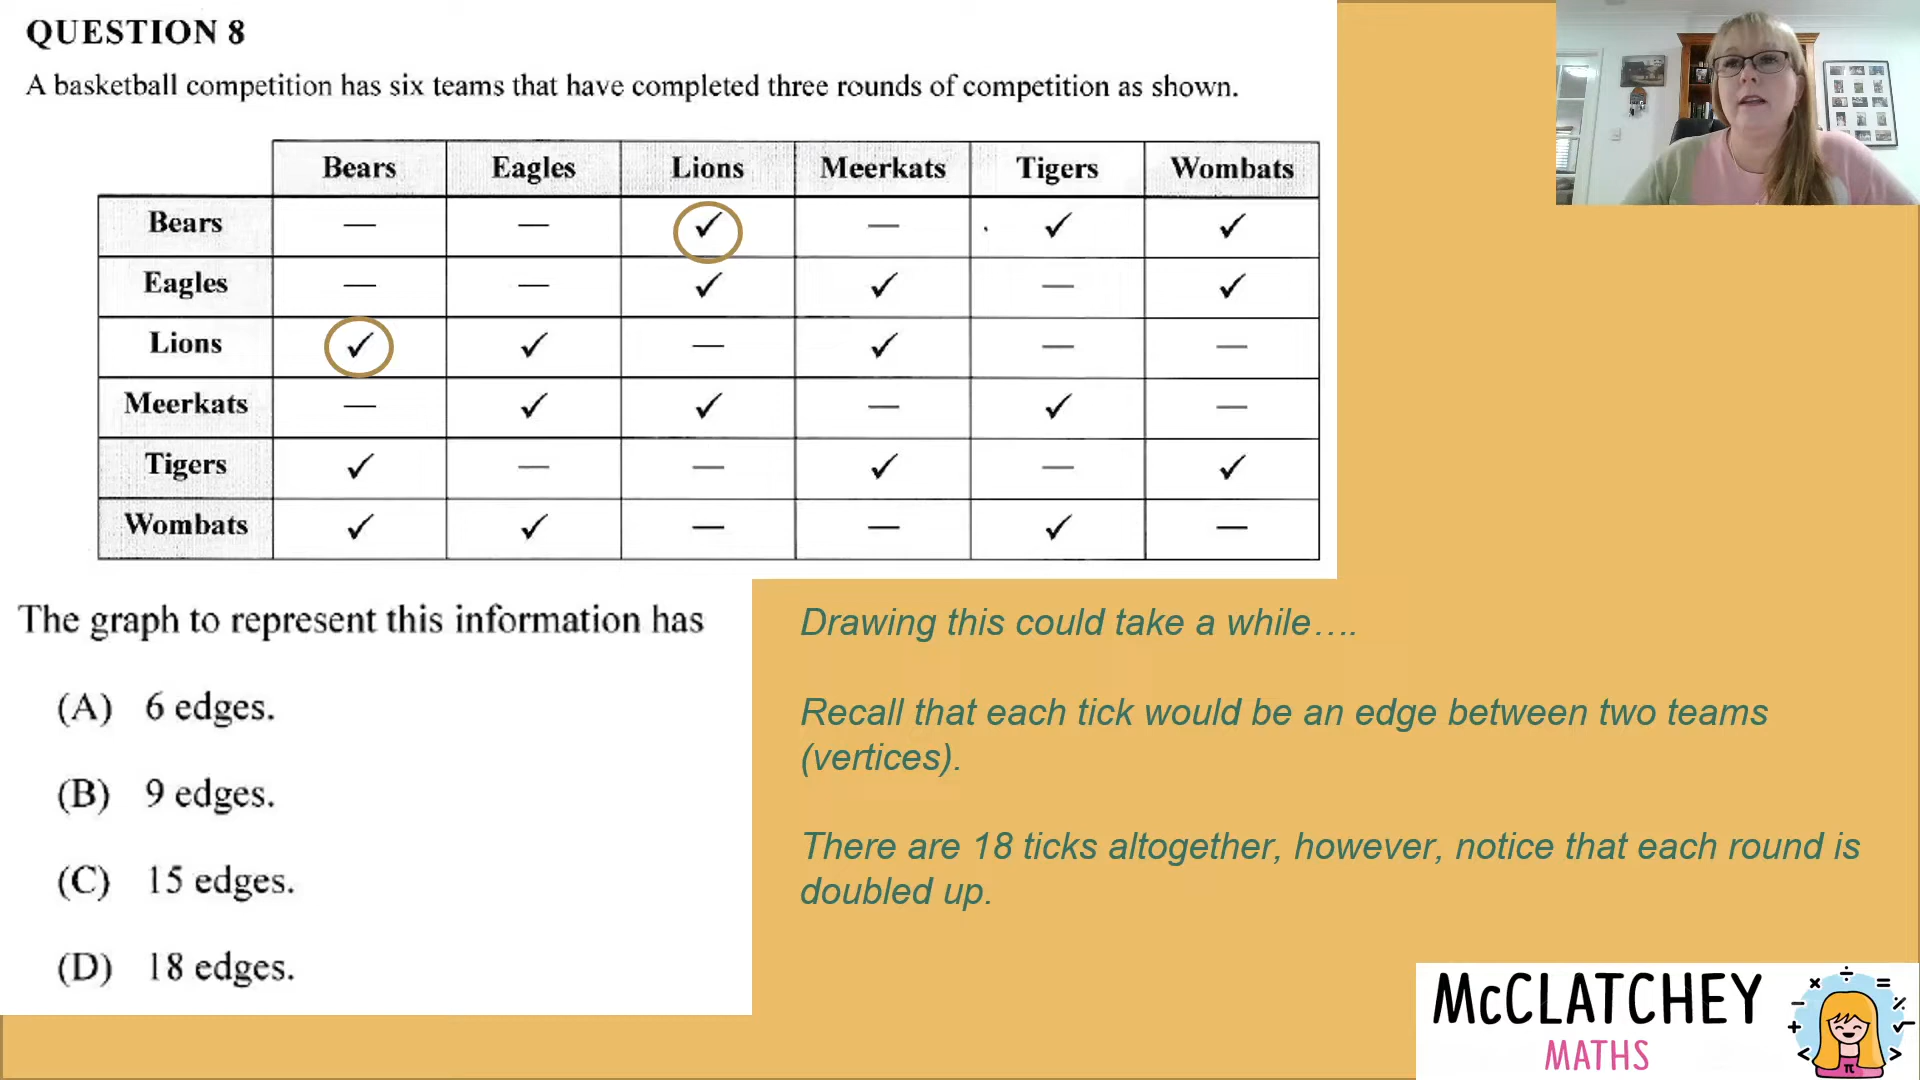 QUESTION 8
A basketball competition has six teams that have completed three rounds of competition as shown.
Bears Eagles Lions Meerkats Tigers Wombats
Bears — — ✓ — ✓ ✓
Eagles — — ✓ ✓ — ✓
Lions ✓ ✓ — ✓ — —
Meerkats — ✓ ✓ — ✓ —
Tigers ✓ — — ✓ — ✓
Wombats ✓ ✓ — — ✓ —
The graph to represent this information has
(A) 6 edges.
(B) 9 edges.
(C) 15 edges.
(D) 18 edges.
Drawing this could take a while….
Recall that each tick would be an edge between two teams
(vertices).
There are 18 ticks altogether, however, notice that each round is
doubled up.
McCLATCHEY
MATHS
× ÷ = − % + √ < > π